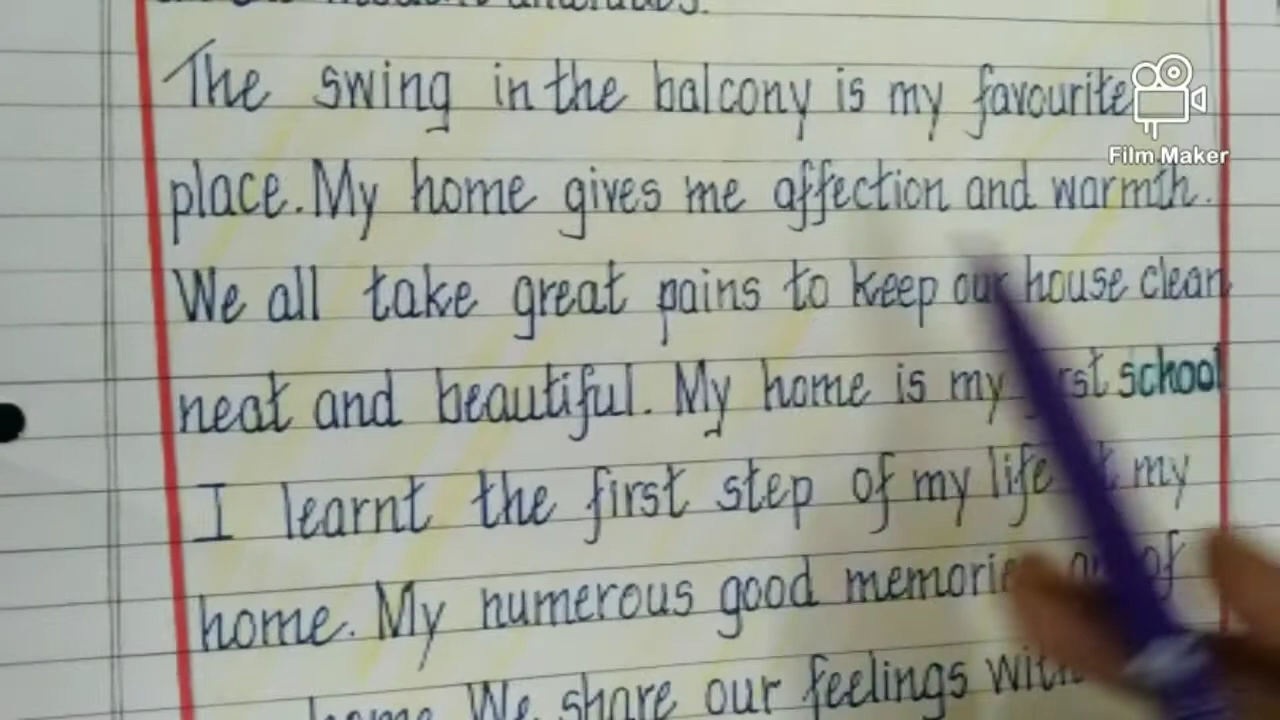 The swing in the balcony is my favourite
Film Maker
place. My home gives me affection and warmth.
We all take great pains to keep our house clean
neat and beautiful. My home is my school
I learnt the first step of my life my
home. My numerous good of
home. We share our feelings